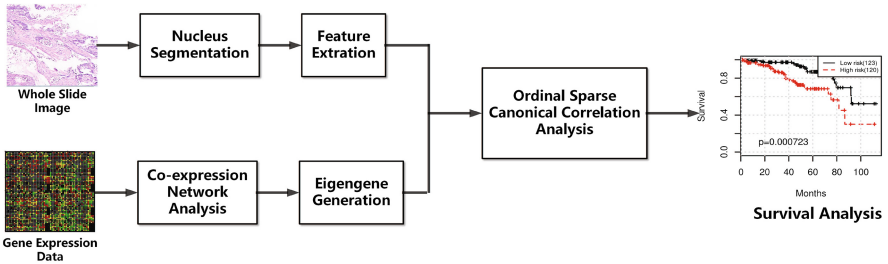 Whole Slide
Image
Nucleus
Segmentation
Feature
Extration
Gene Expression
Data
Co-expression
Network
Analysis
Eigengene
Generation
Ordinal Sparse
Canonical Correlation
Analysis
Survival
0.0
0.4
0.8
Low risk(123)
High risk(120)
p=0.000723
0 20 40 60 80 100
Months
Survival Analysis